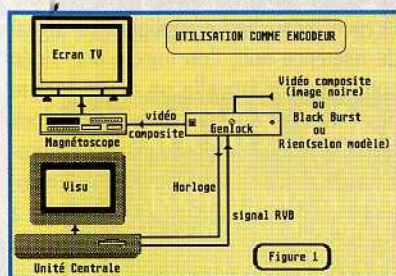 UTILISATION COMME ENCODEUR
Ecran TV
Vidéo composite
(image noire)
ou
Black Burst
ou
Rien(selon modèle)
vidéo
composite
Genlock
Magnétoscope
Visu
Horloge
signal RVB
Unité Centrale
Figure 1